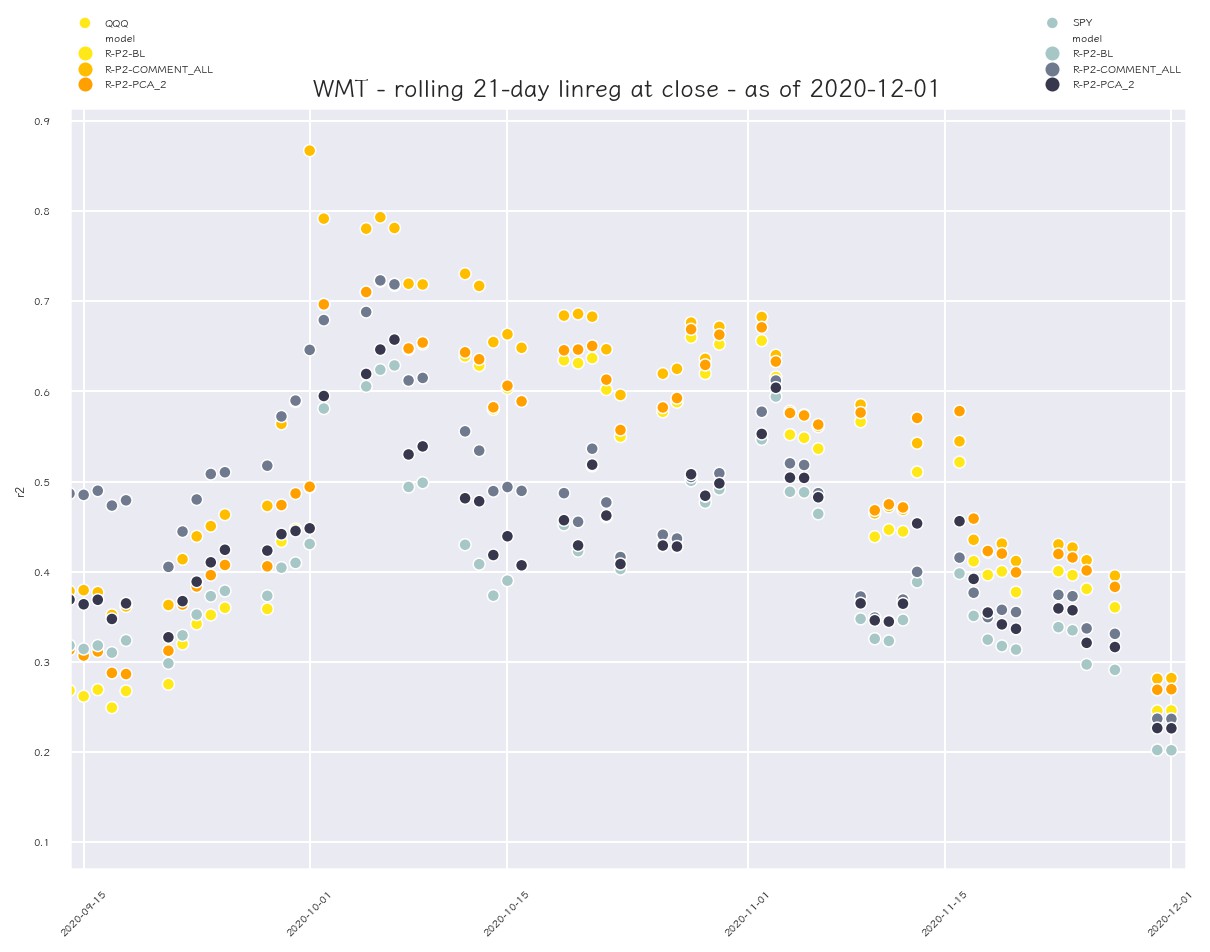 QQQ
model
R-P2-BL
R-P2-COMMENT_ALL
R-P2-PCA_2
SPY
model
R-P2-BL
R-P2-COMMENT_ALL
R-P2-PCA_2
WMT - rolling 21-day linreg at close - as of 2020-12-01
0.9
0.8
0.7
0.6
0.5
0.4
0.3
0.2
0.1
r2
2020-09-15
2020-10-01
2020-10-15
2020-11-01
2020-11-15
2020-12-01